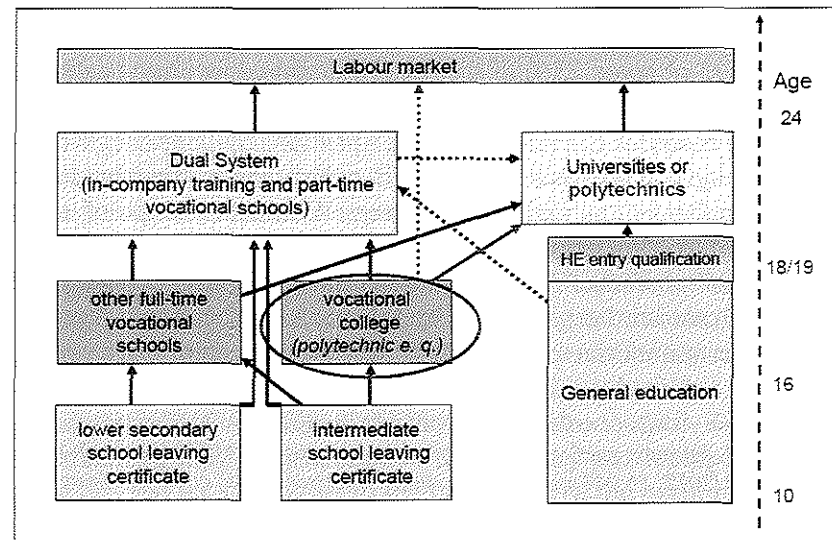 Labour market
Age
24
Dual System
(in-company training and part-time
vocational schools)
Universities or
polytechnics
HE entry qualification
18/19
other full-time
vocational
schools
vocational
college
(polytechnic e. q.)
General education
16
lower secondary
school leaving
certificate
intermediate
school leaving
certificate
10